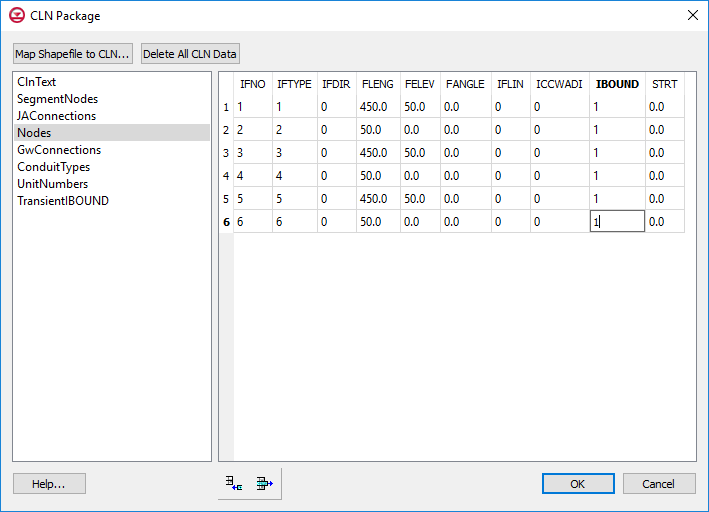 CLN Package
Map Shapefile to CLN... Delete All CLN Data
ClnText
SegmentNodes
JAConnections
Nodes
GwConnections
ConduitTypes
UnitNumbers
TransientIBOUND
IFNO IFTYPE IFDIR FLENG FELEV FANGLE IFLIN ICCWADI IBOUND STRT
1 1 1 0 450.0 50.0 0.0 0 0 1 0.0
2 2 2 0 50.0 0.0 0.0 0 0 1 0.0
3 3 3 0 450.0 50.0 0.0 0 0 1 0.0
4 4 4 0 50.0 0.0 0.0 0 0 1 0.0
5 5 5 0 450.0 50.0 0.0 0 0 1 0.0
6 6 6 0 50.0 0.0 0.0 0 0 1 0.0
Help... OK Cancel